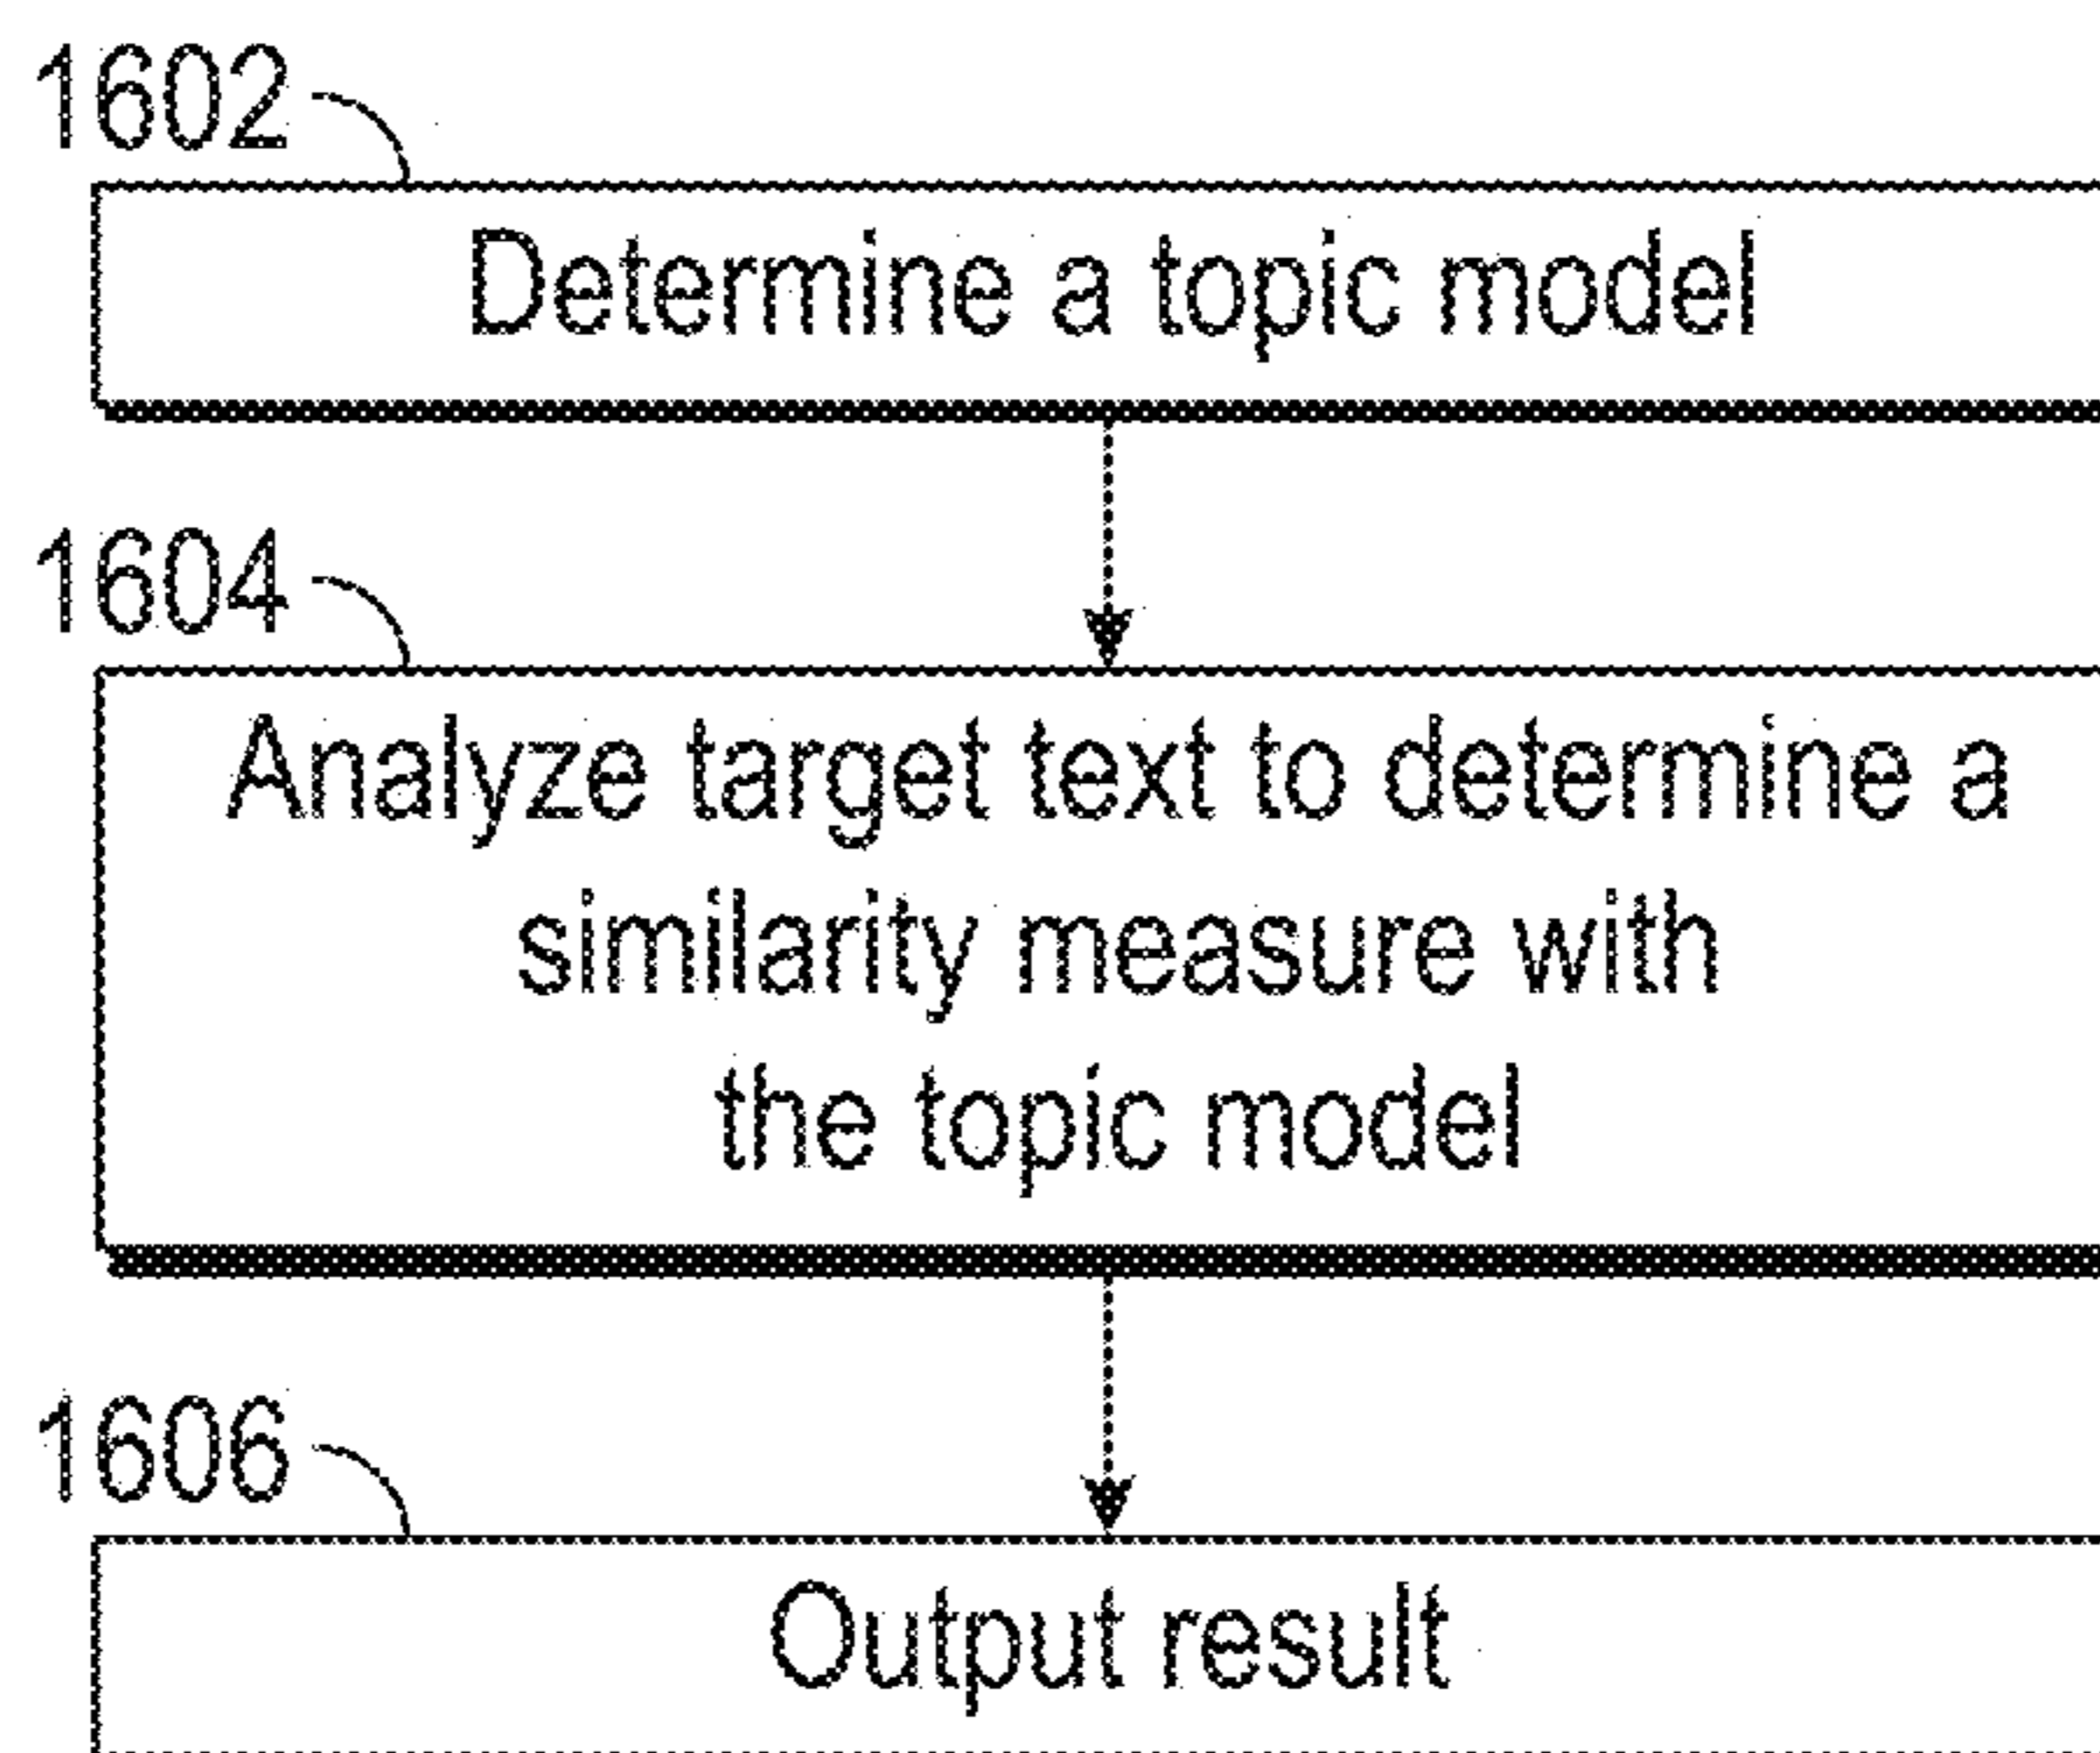 1602
Determine a topic model
1604
Analyze target text to determine a
similarity measure with
the topic model
1606
Output result